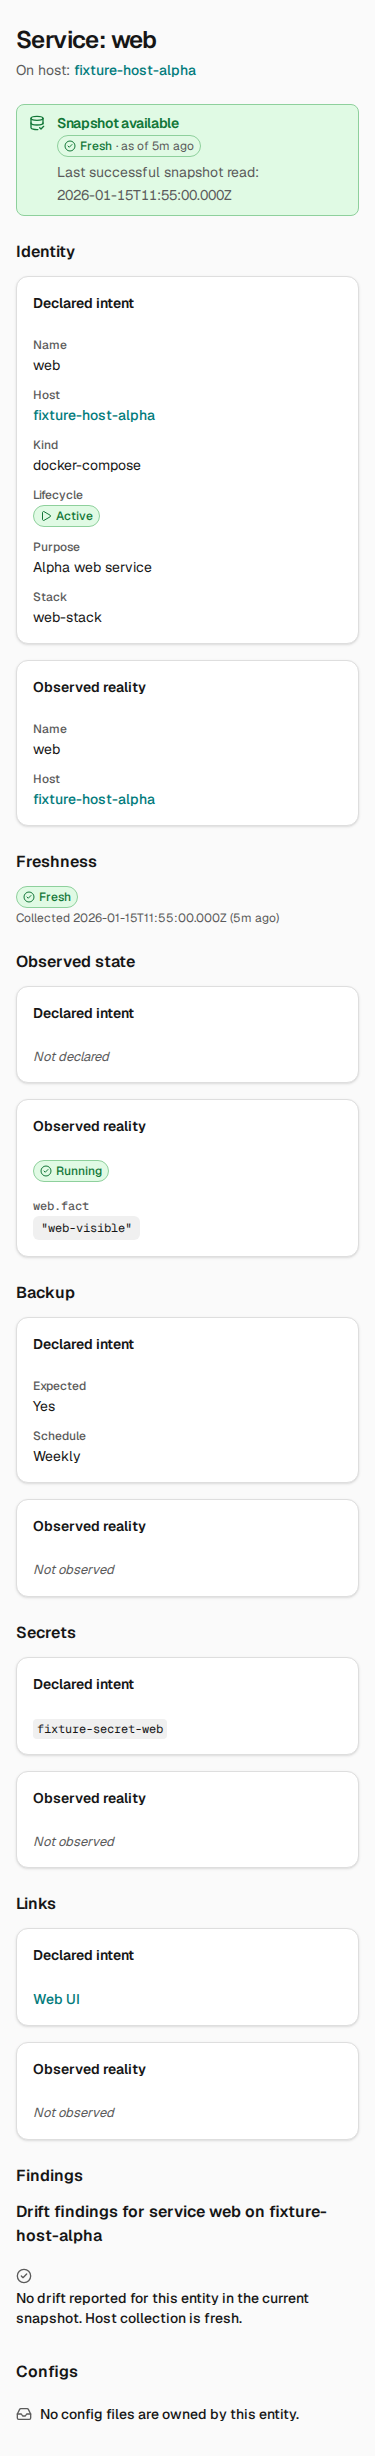 Service: web
On host: fixture-host-alpha
Snapshot available
Fresh · as of 5m ago
Last successful snapshot read:
2026-01-15T11:55:00.000Z
Identity
Declared intent
Name
web
Host
fixture-host-alpha
Kind
docker-compose
Lifecycle
Active
Purpose
Alpha web service
Stack
web-stack
Observed reality
Name
web
Host
fixture-host-alpha
Freshness
Fresh
Collected 2026-01-15T11:55:00.000Z (5m ago)
Observed state
Declared intent
Not declared
Observed reality
Running
web.fact
"web-visible"
Backup
Declared intent
Expected
Yes
Schedule
Weekly
Observed reality
Not observed
Secrets
Declared intent
fixture-secret-web
Observed reality
Not observed
Links
Declared intent
Web UI
Observed reality
Not observed
Findings
Drift findings for service web on fixture-
host-alpha
No drift reported for this entity in the current
snapshot. Host collection is fresh.
Configs
No config files are owned by this entity.